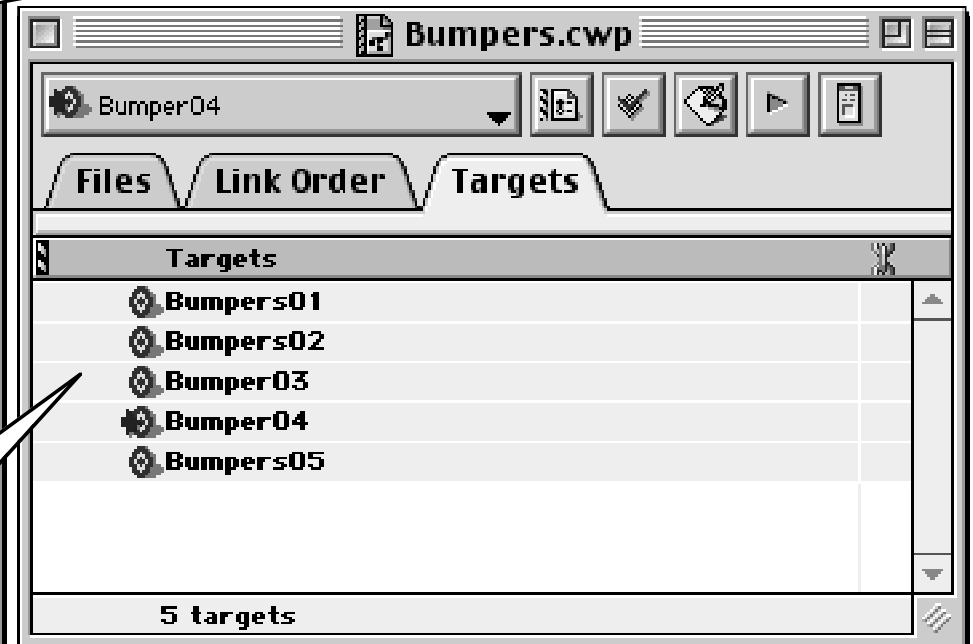 Bumpers.cwp
Bumper04
Files Link Order Targets
Targets
Bumpers01
Bumpers02
Bumper03
Bumper04
Bumpers05
5 targets